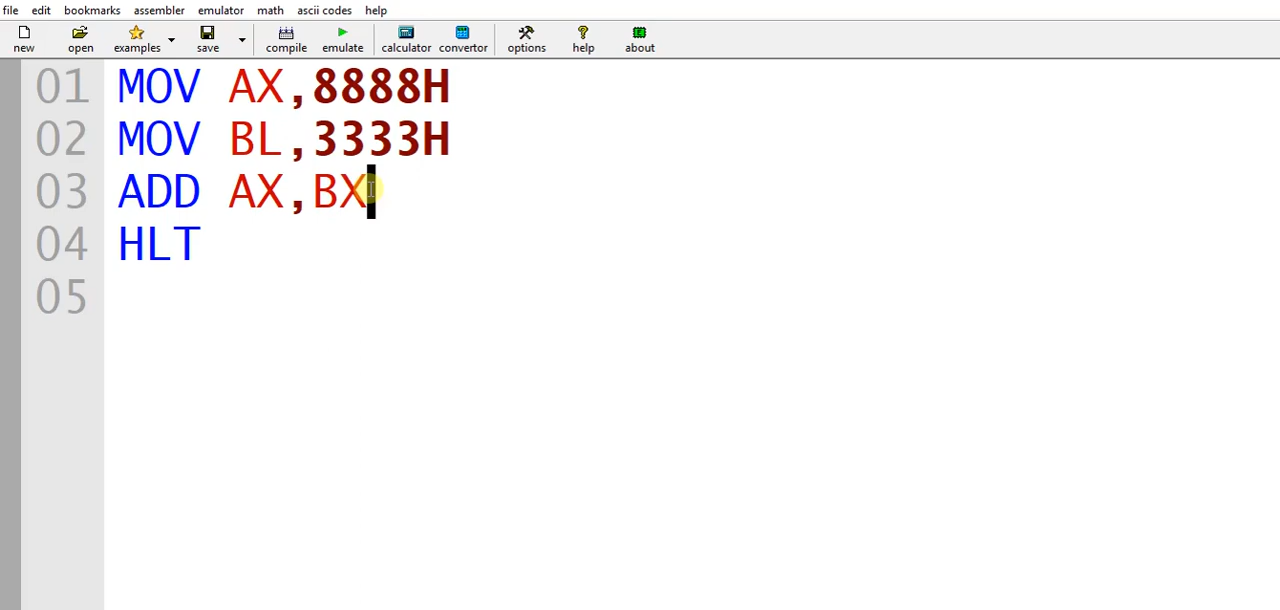 file edit bookmarks assembler emulator math ascii codes help
new open examples save compile emulate calculator convertor options help about
01 MOV AX,8888H
02 MOV BL,3333H
03 ADD AX,BX
04 HLT
05